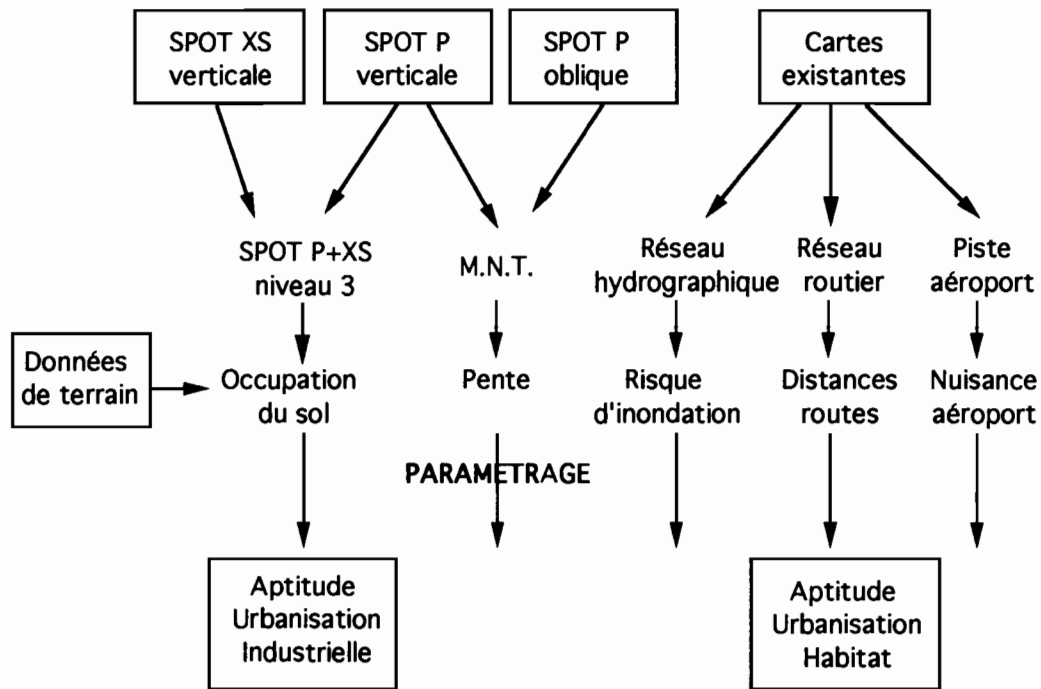 SPOT XS
verticale
SPOT P
verticale
SPOT P
oblique
Cartes
existantes
SPOT P+XS
niveau 3
M.N.T.
Réseau
hydrographique
Réseau
routier
Piste
aéroport
Données
de terrain
Occupation
du sol
Pente
Risque
d'inondation
Distances
routes
Nuisance
aéroport
PARAMETRAGE
Aptitude
Urbanisation
Industrielle
Aptitude
Urbanisation
Habitat